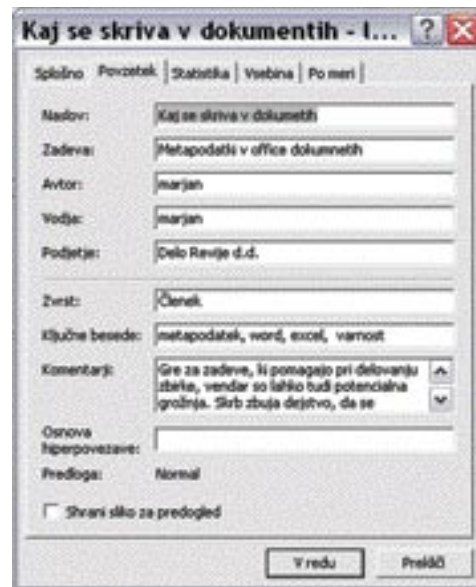 Kaj se skriva v dokumentih - I...
Splošno Povzetek Statistika Vsebina Po meri
Naslov: Kaj se skriva v dokumetih
Zadeva: Metapodatki v office dokumnetih
Avtor: marjan
Vodja: marjan
Podjetje: Delo Revije d.d.
Zvrst: Članek
Ključne besede: metapodatek, word, excel, varnost
Komentarji: Gre za zadeve, ki pomagajo pri delovanju
zbirke, vendar so lahko tudi potencialna
grožnja. Skrb zbuja dejstvo, da se
Osnova
hiperpovezave:
Predloga: Normal
Shrani sliko za predogled
V redu Prekliči